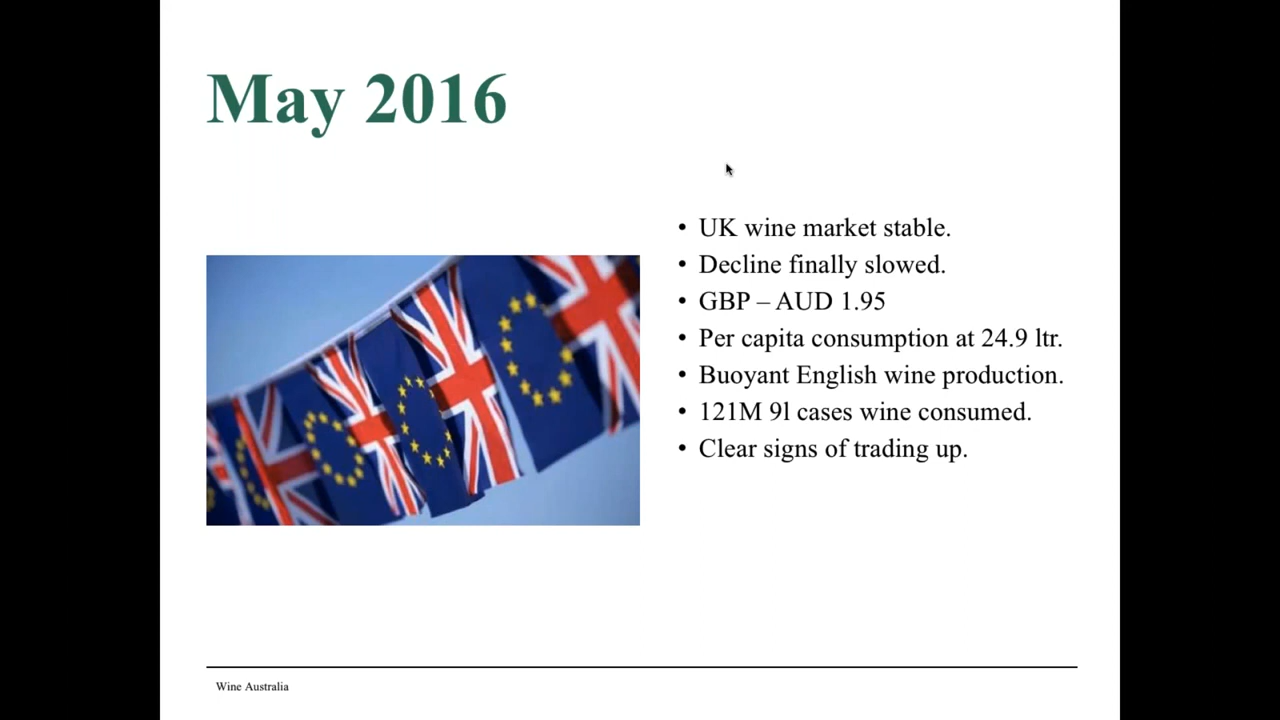 May 2016
• UK wine market stable.
• Decline finally slowed.
• GBP – AUD 1.95
• Per capita consumption at 24.9 ltr.
• Buoyant English wine production.
• 121M 9l cases wine consumed.
• Clear signs of trading up.
Wine Australia